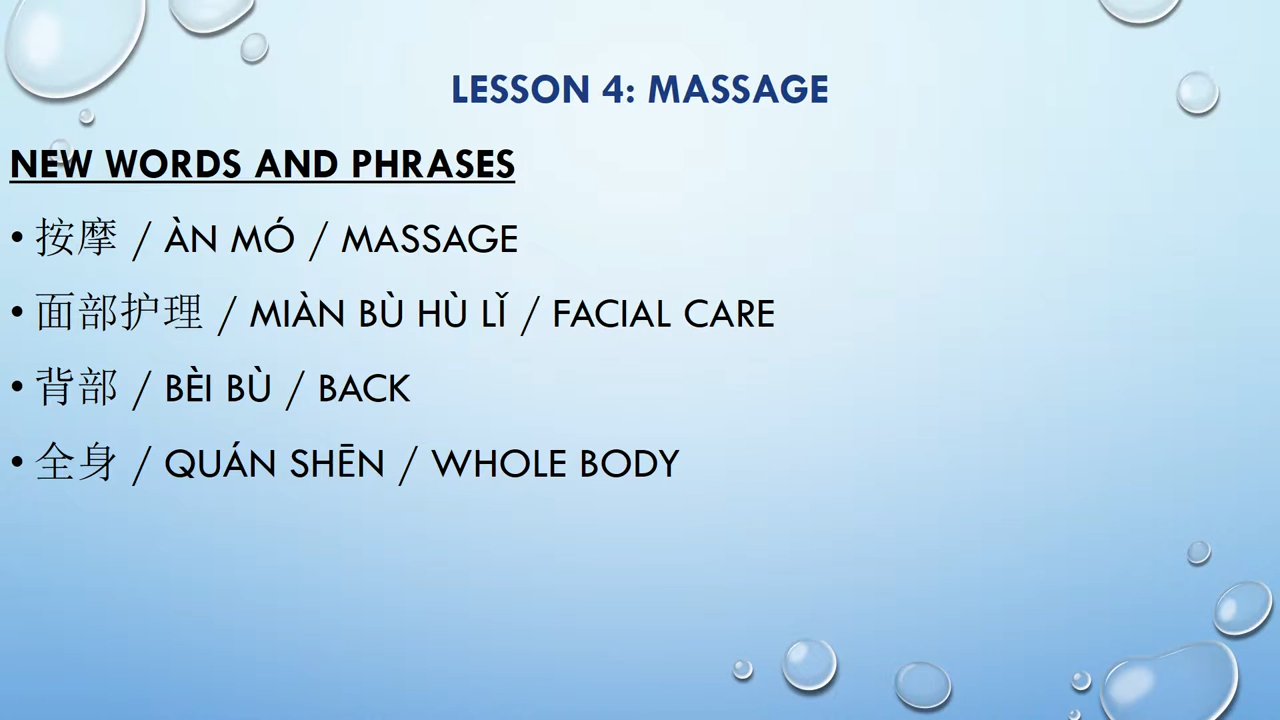 LESSON 4: MASSAGE
NEW WORDS AND PHRASES
• 按摩 / ÀN MÓ / MASSAGE
• 面部护理 / MIÀN BÙ HÙ LǏ / FACIAL CARE
• 背部 / BÈI BÙ / BACK
• 全身 / QUÁN SHĒN / WHOLE BODY